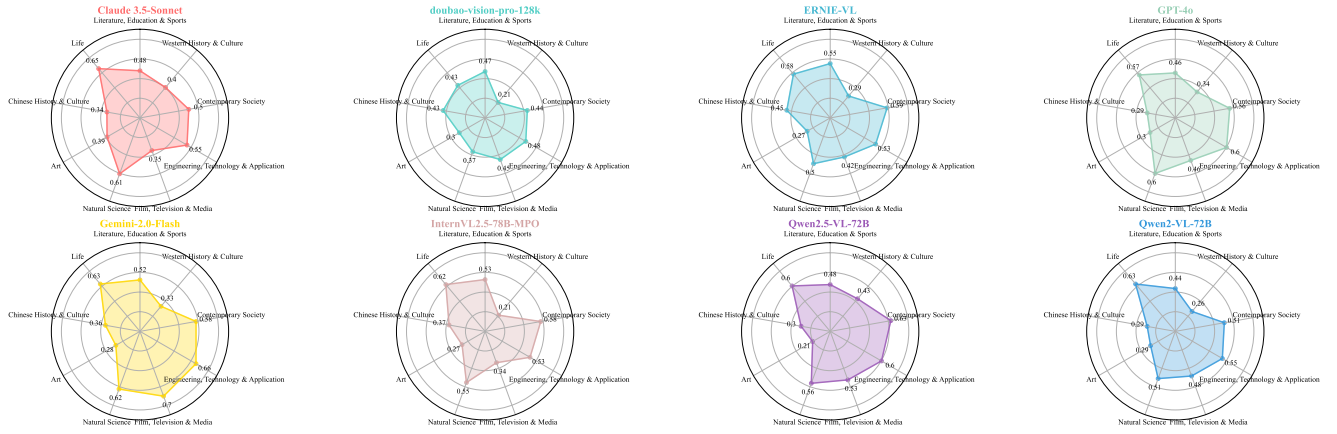 Claude 3.5-Sonnet
Literature, Education & Sports
Life
Western History & Culture
0.65
0.48
0.4
Chinese History & Culture
0.34
0.5
Contemporary Society
0.39
0.55
Art
0.35
Engineering, Technology & Application
0.61
Natural Science
Film, Television & Media
doubao-vision-pro-128k
Literature, Education & Sports
Life
Western History & Culture
0.47
0.43
0.21
Chinese History & Culture
0.43
0.44
Contemporary Society
0.3
0.48
Art
0.37
0.45
Engineering, Technology & Application
Natural Science
Film, Television & Media
ERNIE-VL
Literature, Education & Sports
Life
Western History & Culture
0.55
0.58
0.29
Chinese History & Culture
0.45
0.59
Contemporary Society
0.27
0.53
Art
0.5
0.42
Engineering, Technology & Application
Natural Science
Film, Television & Media
GPT-4o
Literature, Education & Sports
Life
Western History & Culture
0.57
0.46
0.34
Chinese History & Culture
0.29
0.56
Contemporary Society
0.3
0.6
Art
0.46
Engineering, Technology & Application
0.6
Natural Science
Film, Television & Media
Gemini-2.0-Flash
Literature, Education & Sports
Life
Western History & Culture
0.63
0.52
0.33
Chinese History & Culture
0.36
0.58
Contemporary Society
0.28
0.66
Art
Engineering, Technology & Application
0.62
0.7
Natural Science
Film, Television & Media
InternVL2.5-78B-MPO
Literature, Education & Sports
Life
Western History & Culture
0.62
0.53
0.21
Chinese History & Culture
0.37
0.58
Contemporary Society
0.27
0.53
Art
0.34
Engineering, Technology & Application
0.55
Natural Science
Film, Television & Media
Qwen2.5-VL-72B
Literature, Education & Sports
Life
Western History & Culture
0.6
0.48
0.43
Chinese History & Culture
0.3
0.63
Contemporary Society
0.21
0.6
Art
Engineering, Technology & Application
0.56
0.53
Natural Science
Film, Television & Media
Qwen2-VL-72B
Literature, Education & Sports
Life
Western History & Culture
0.63
0.44
0.26
Chinese History & Culture
0.29
0.51
Contemporary Society
0.29
0.55
Art
Engineering, Technology & Application
0.51
0.48
Natural Science
Film, Television & Media